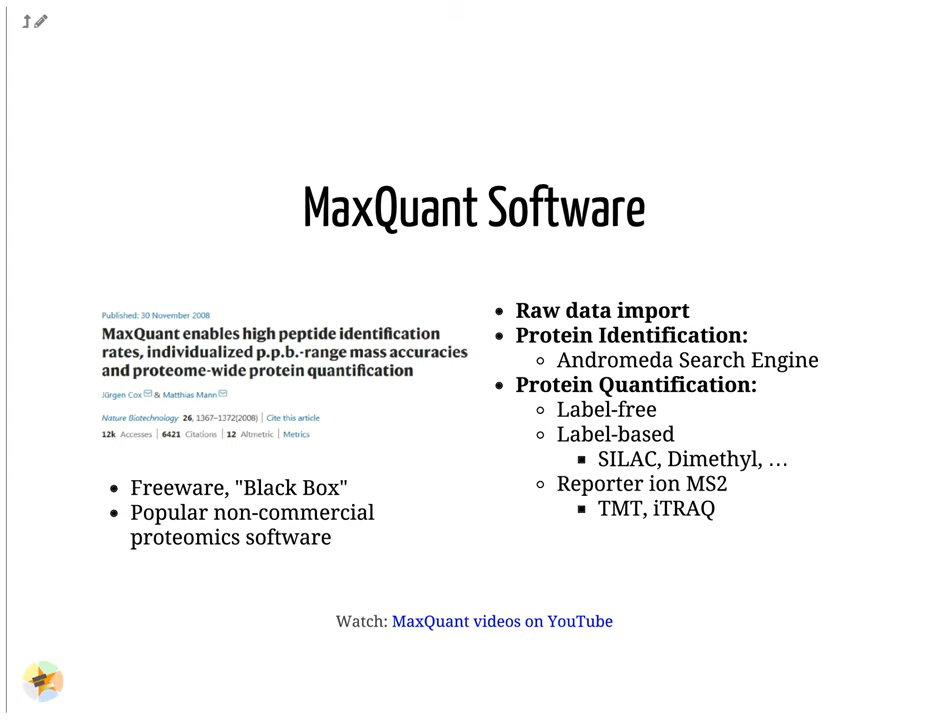 MaxQuant Software
Published: 30 November 2008
MaxQuant enables high peptide identification
rates, individualized p.p.b.-range mass accuracies
and proteome-wide protein quantification
Jürgen Cox & Matthias Mann
Nature Biotechnology 26, 1367–1372(2008) | Cite this article
12k Accesses | 6421 Citations | 12 Altmetric | Metrics
• Freeware, "Black Box"
• Popular non-commercial
proteomics software
• Raw data import
• Protein Identification:
○ Andromeda Search Engine
• Protein Quantification:
○ Label-free
○ Label-based
■ SILAC, Dimethyl, …
○ Reporter ion MS2
■ TMT, iTRAQ
Watch: MaxQuant videos on YouTube